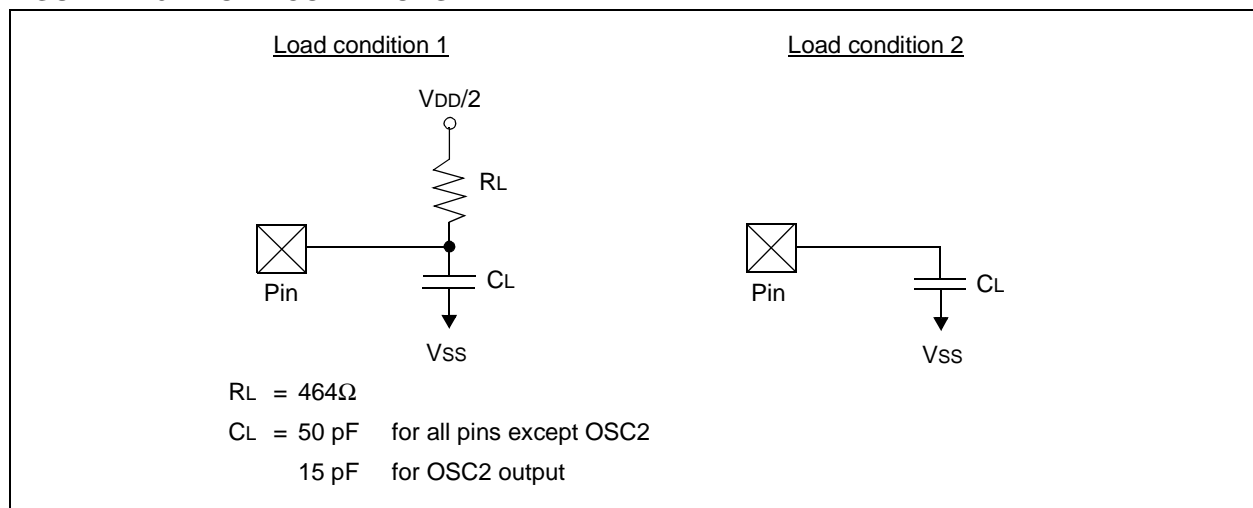 Load condition 1
Load condition 2
VDD/2
RL
CL
Pin
VSS
CL
Pin
VSS
RL = 464Ω
CL = 50 pF for all pins except OSC2
15 pF for OSC2 output